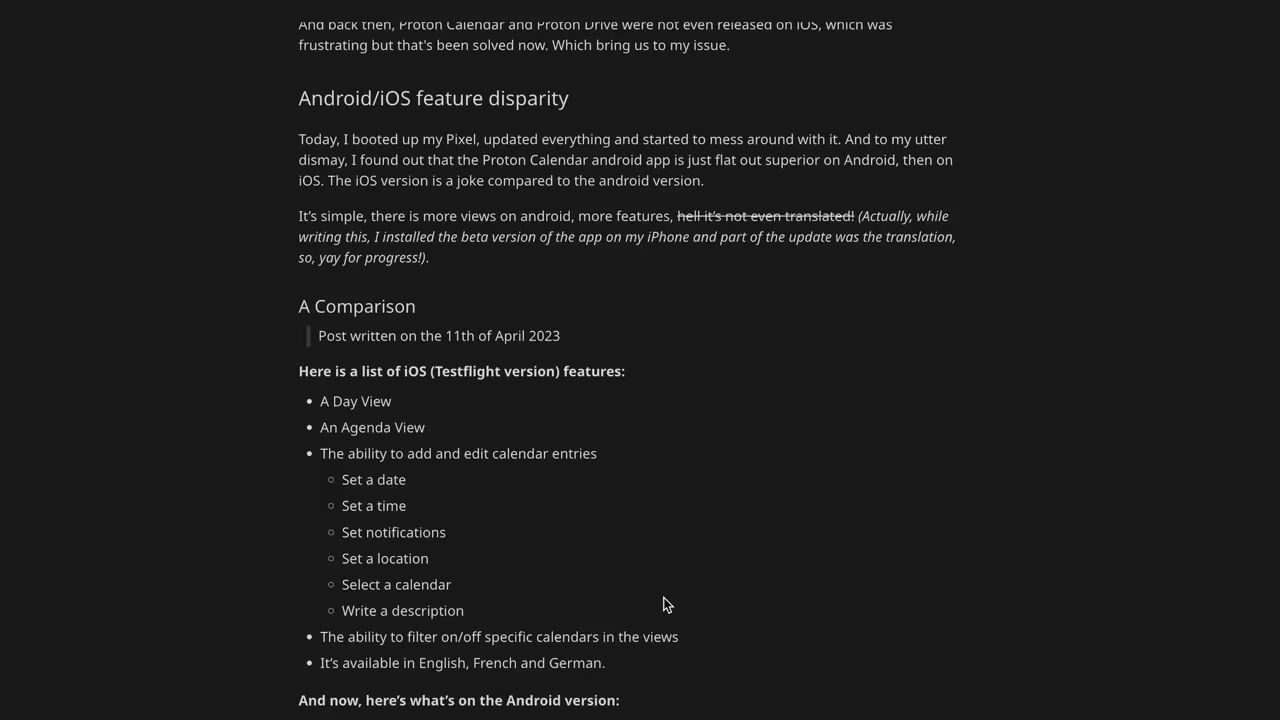 And back then, Proton Calendar and Proton Drive were not even released on iOS, which was
frustrating but that's been solved now. Which bring us to my issue.
Android/iOS feature disparity
Today, I booted up my Pixel, updated everything and started to mess around with it. And to my utter
dismay, I found out that the Proton Calendar android app is just flat out superior on Android, then on
iOS. The iOS version is a joke compared to the android version.
It’s simple, there is more views on android, more features, hell it’s not even translated! (Actually, while
writing this, I installed the beta version of the app on my iPhone and part of the update was the translation,
so, yay for progress!).
A Comparison
Post written on the 11th of April 2023
Here is a list of iOS (Testflight version) features:
• A Day View
• An Agenda View
• The ability to add and edit calendar entries
○ Set a date
○ Set a time
○ Set notifications
○ Set a location
○ Select a calendar
○ Write a description
• The ability to filter on/off specific calendars in the views
• It’s available in English, French and German.
And now, here’s what’s on the Android version: